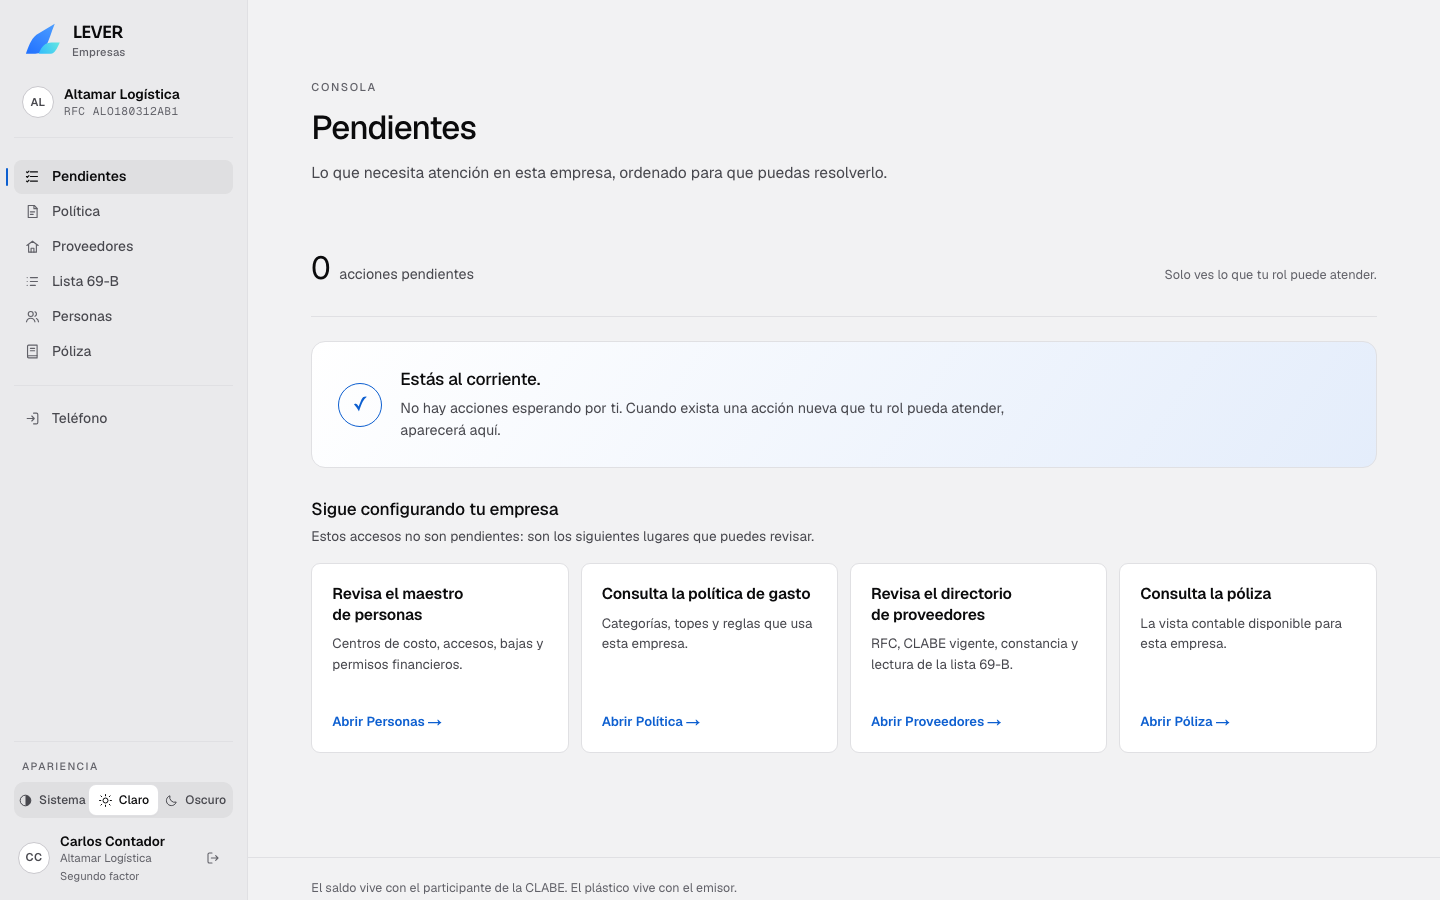 LEVER
Empresas
AL
Altamar Logística
RFC ALO180312AB1
Pendientes
Política
Proveedores
Lista 69-B
Personas
Póliza
Teléfono
APARIENCIA
Sistema
Claro
Oscuro
CC
Carlos Contador
Altamar Logística
Segundo factor
CONSOLA
Pendientes
Lo que necesita atención en esta empresa, ordenado para que puedas resolverlo.
0 acciones pendientes
Solo ves lo que tu rol puede atender.
Estás al corriente.
No hay acciones esperando por ti. Cuando exista una acción nueva que tu rol pueda atender,
aparecerá aquí.
Sigue configurando tu empresa
Estos accesos no son pendientes: son los siguientes lugares que puedes revisar.
Revisa el maestro
de personas
Centros de costo, accesos, bajas y
permisos financieros.
Abrir Personas →
Consulta la política de gasto
Categorías, topes y reglas que usa
esta empresa.
Abrir Política →
Revisa el directorio
de proveedores
RFC, CLABE vigente, constancia y
lectura de la lista 69-B.
Abrir Proveedores →
Consulta la póliza
La vista contable disponible para
esta empresa.
Abrir Póliza →
El saldo vive con el participante de la CLABE. El plástico vive con el emisor.